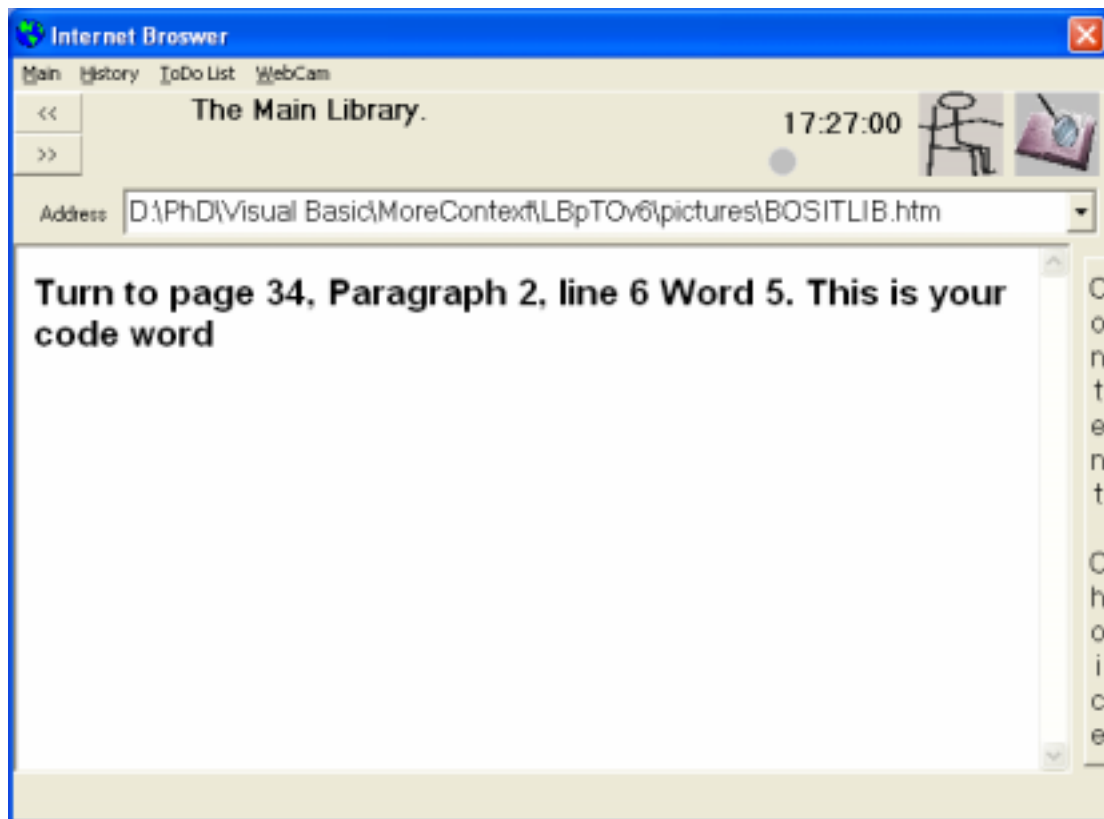 Internet Broswer
Main History ToDo List WebCam
<< The Main Library. 17:27:00
>>
Address D:\PhD\Visual Basic\MoreContext\LBpTOv6\pictures\BOSITLIB.htm
Turn to page 34, Paragraph 2, line 6 Word 5. This is your
code word
C
o
n
t
e
n
t
C
h
o
i
c
e